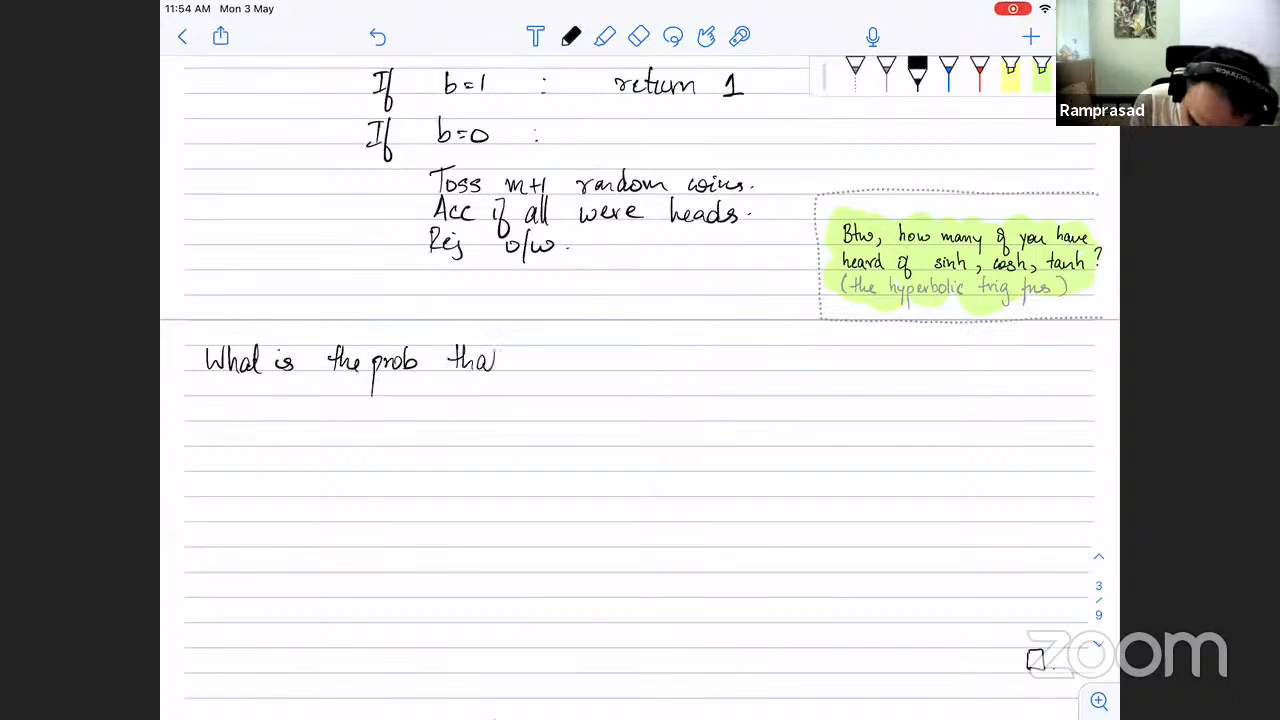 11:54 AM Mon 3 May
If b=1 : return 1
If b=0 :
Toss m+1 random coins.
Acc if all were heads.
Rej o/w.
Btw, how many of you have
heard of sinh, cosh, tanh?
(the hyperbolic trig fns)
What is the prob tha
Ramprasad
3
/
9
zoom